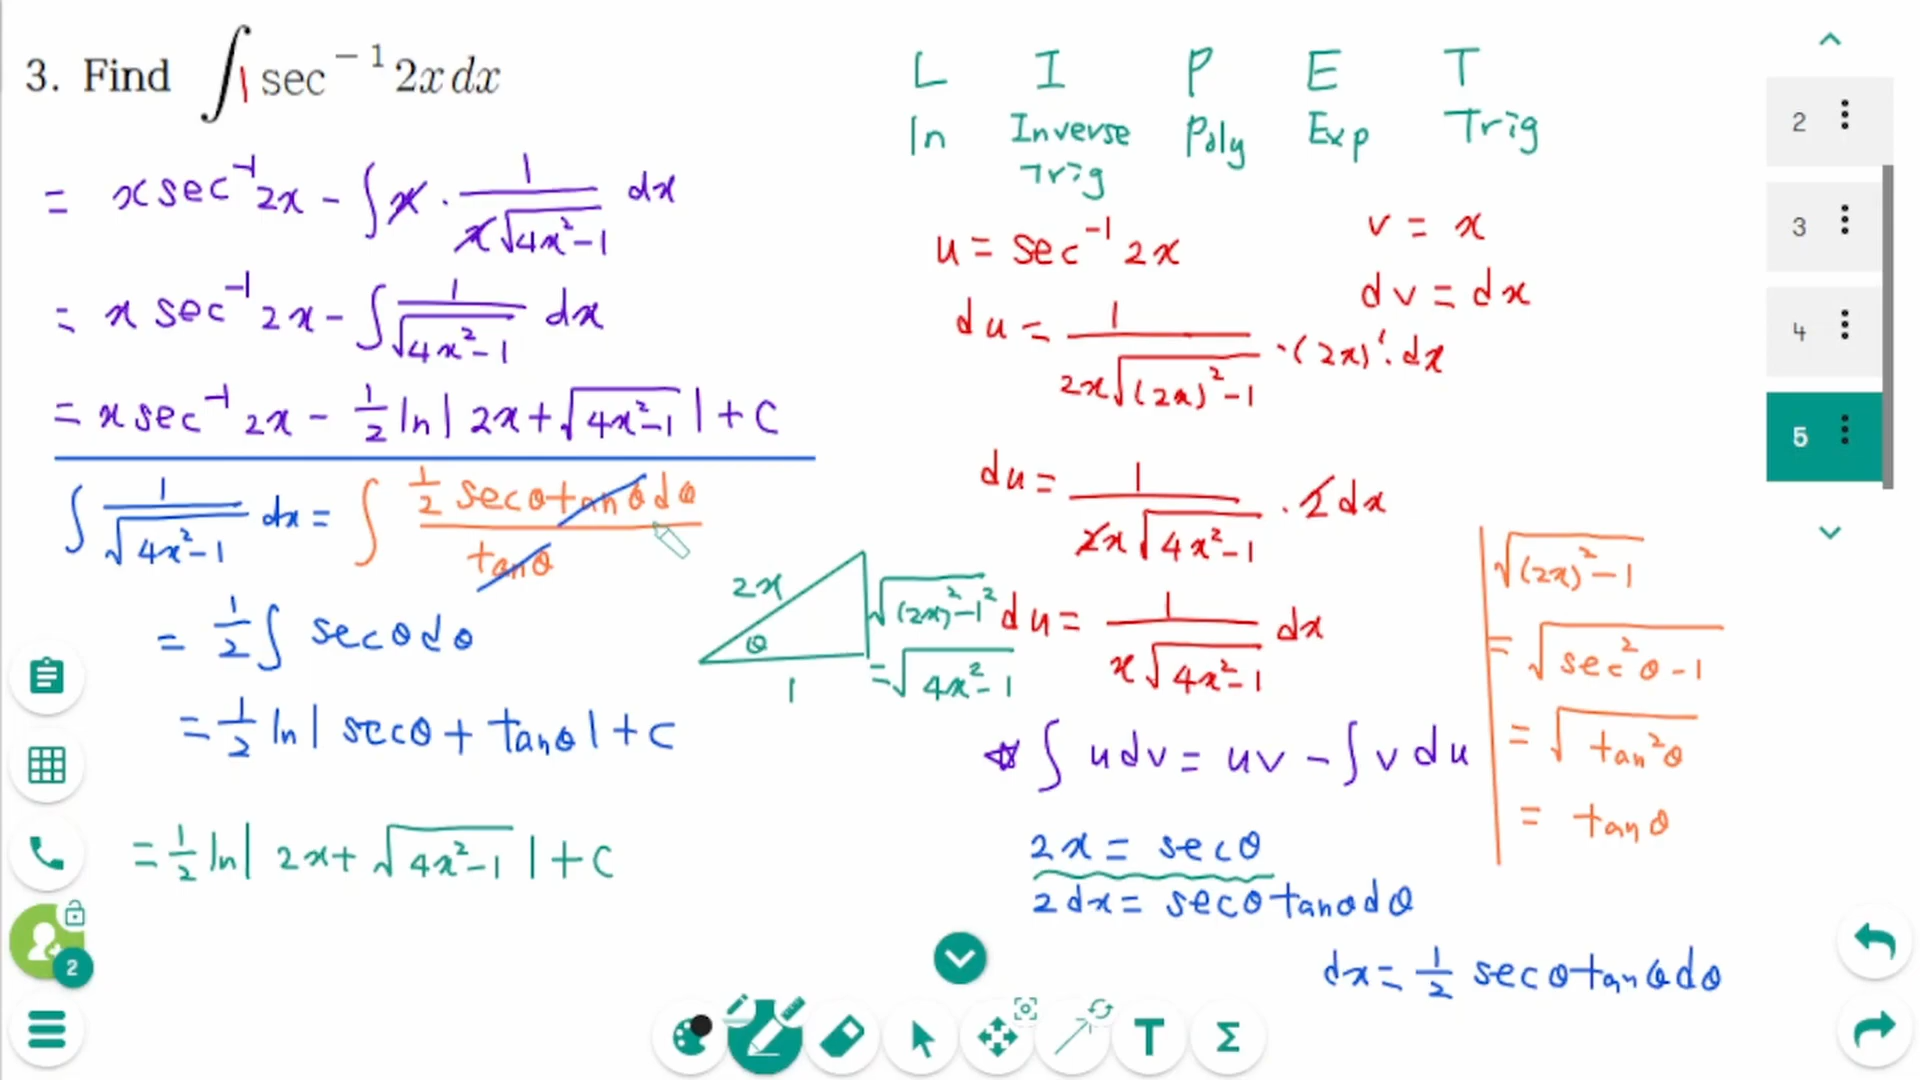 3. Find ∫ 1 sec⁻¹ 2x dx
= x sec⁻¹ 2x - ∫ x · 1/(x√(4x²-1)) dx
= x sec⁻¹ 2x - ∫ 1/√(4x²-1) dx
= x sec⁻¹ 2x - 1/2 ln| 2x + √(4x²-1) | + C
∫ 1/√(4x²-1) dx = ∫ (1/2 secθ tanθ dθ)/tanθ
= 1/2 ∫ secθ dθ
= 1/2 ln| secθ + tanθ | + C
= 1/2 ln| 2x + √(4x²-1) | + C
2x
θ
1
√((2x)²-1²)
= √(4x²-1)
L I P E T
ln Inverse Trig Poly Exp Trig
u = sec⁻¹ 2x
v = x
dv = dx
du = 1/(2x√((2x)²-1)) · (2x)' · dx
du = 1/(2x√(4x²-1)) · 2 dx
du = 1/(x√(4x²-1)) dx
☆ ∫ u dv = uv - ∫ v du
2x = secθ
2dx = secθ tanθ dθ
dx = 1/2 secθ tanθ dθ
√((2x)²-1)
= √(sec²θ-1)
= √(tan²θ)
= tanθ
2
3
4
5
2
T
Σ